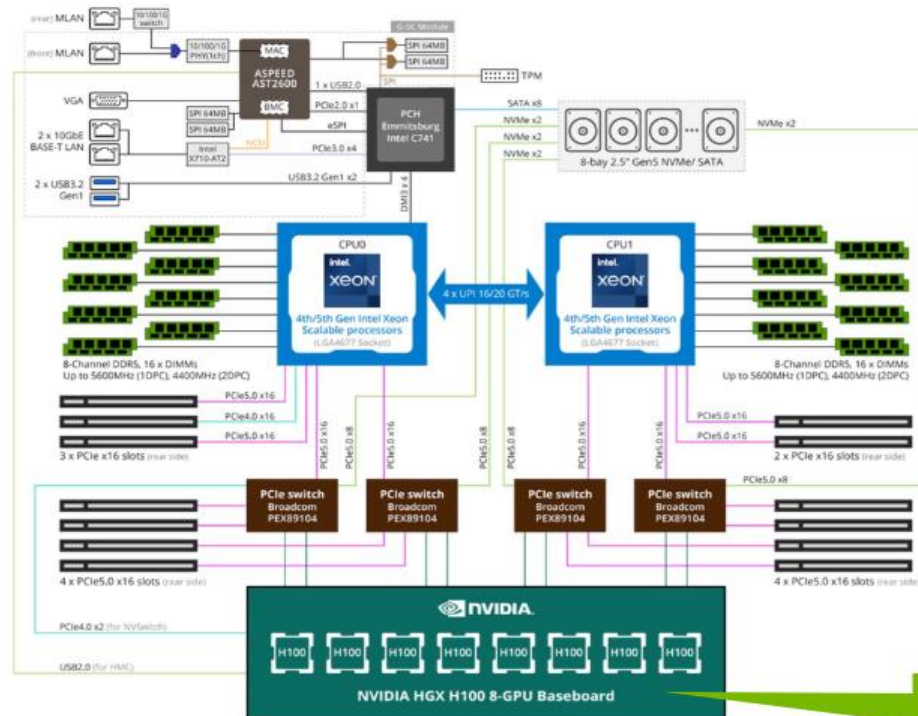 (rear) MLAN
10/100/1G
switch
(front) MLAN
10/100/1G
PHY(1ch)
MAC
ASPEED
AST2600
BMC
G-SC Module
SPI 64MB
SPI 64MB
SPI
TPM
1 x USB2.0
PCIe2.0 x1
eSPI
PCIe3.0 x4
PCH
Emmitsburg
Intel C741
VGA
SPI 64MB
SPI 64MB
2 x 10GbE
BASE-T LAN
Intel
X710-AT2
NCSI
2 x USB3.2
Gen1
USB3.2 Gen1 x2
DMI3 x 4
SATA x8
NVMe x2
NVMe x2
NVMe x2
NVMe x2
8-bay 2.5" Gen5 NVMe/ SATA
CPU0
intel.
xeon
4th/5th Gen Intel Xeon
Scalable processors
(LGA4677 Socket)
4 x UPI 16/20 GT/s
CPU1
intel.
xeon
4th/5th Gen Intel Xeon
Scalable processors
(LGA4677 Socket)
8-Channel DDR5, 16 x DIMMs
Up to 5600MHz (1DPC), 4400MHz (2DPC)
8-Channel DDR5, 16 x DIMMs
Up to 5600MHz (1DPC), 4400MHz (2DPC)
PCIe5.0 x16
PCIe4.0 x16
PCIe5.0 x16
3 x PCIe x16 slots (rear side)
PCIe5.0 x16
PCIe5.0 x8
PCIe5.0 x16
PCIe5.0 x8
PCIe5.0 x8
PCIe5.0 x16
PCIe5.0 x16
PCIe5.0 x16
PCIe5.0 x16
2 x PCIe x16 slots (rear side)
PCIe switch
Broadcom
PEX89104
PCIe switch
Broadcom
PEX89104
PCIe switch
Broadcom
PEX89104
PCIe switch
Broadcom
PEX89104
PCIe5.0 x8
4 x PCIe5.0 x16 slots (rear side)
4 x PCIe5.0 x16 slots (rear side)
PCIe4.0 x2 (for NVSwitch)
USB2.0 (for HMC)
NVIDIA.
H100 H100 H100 H100 H100 H100 H100 H100
NVIDIA HGX H100 8-GPU Baseboard